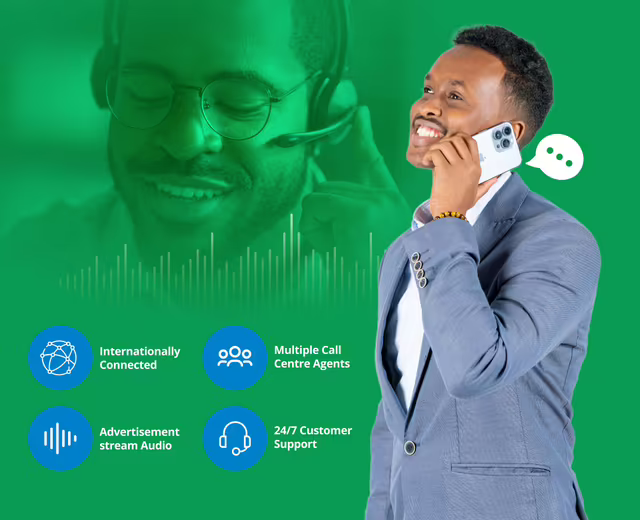 Internationally
Connected
Multiple Call
Centre Agents
Advertisement
stream Audio
24/7 Customer
Support